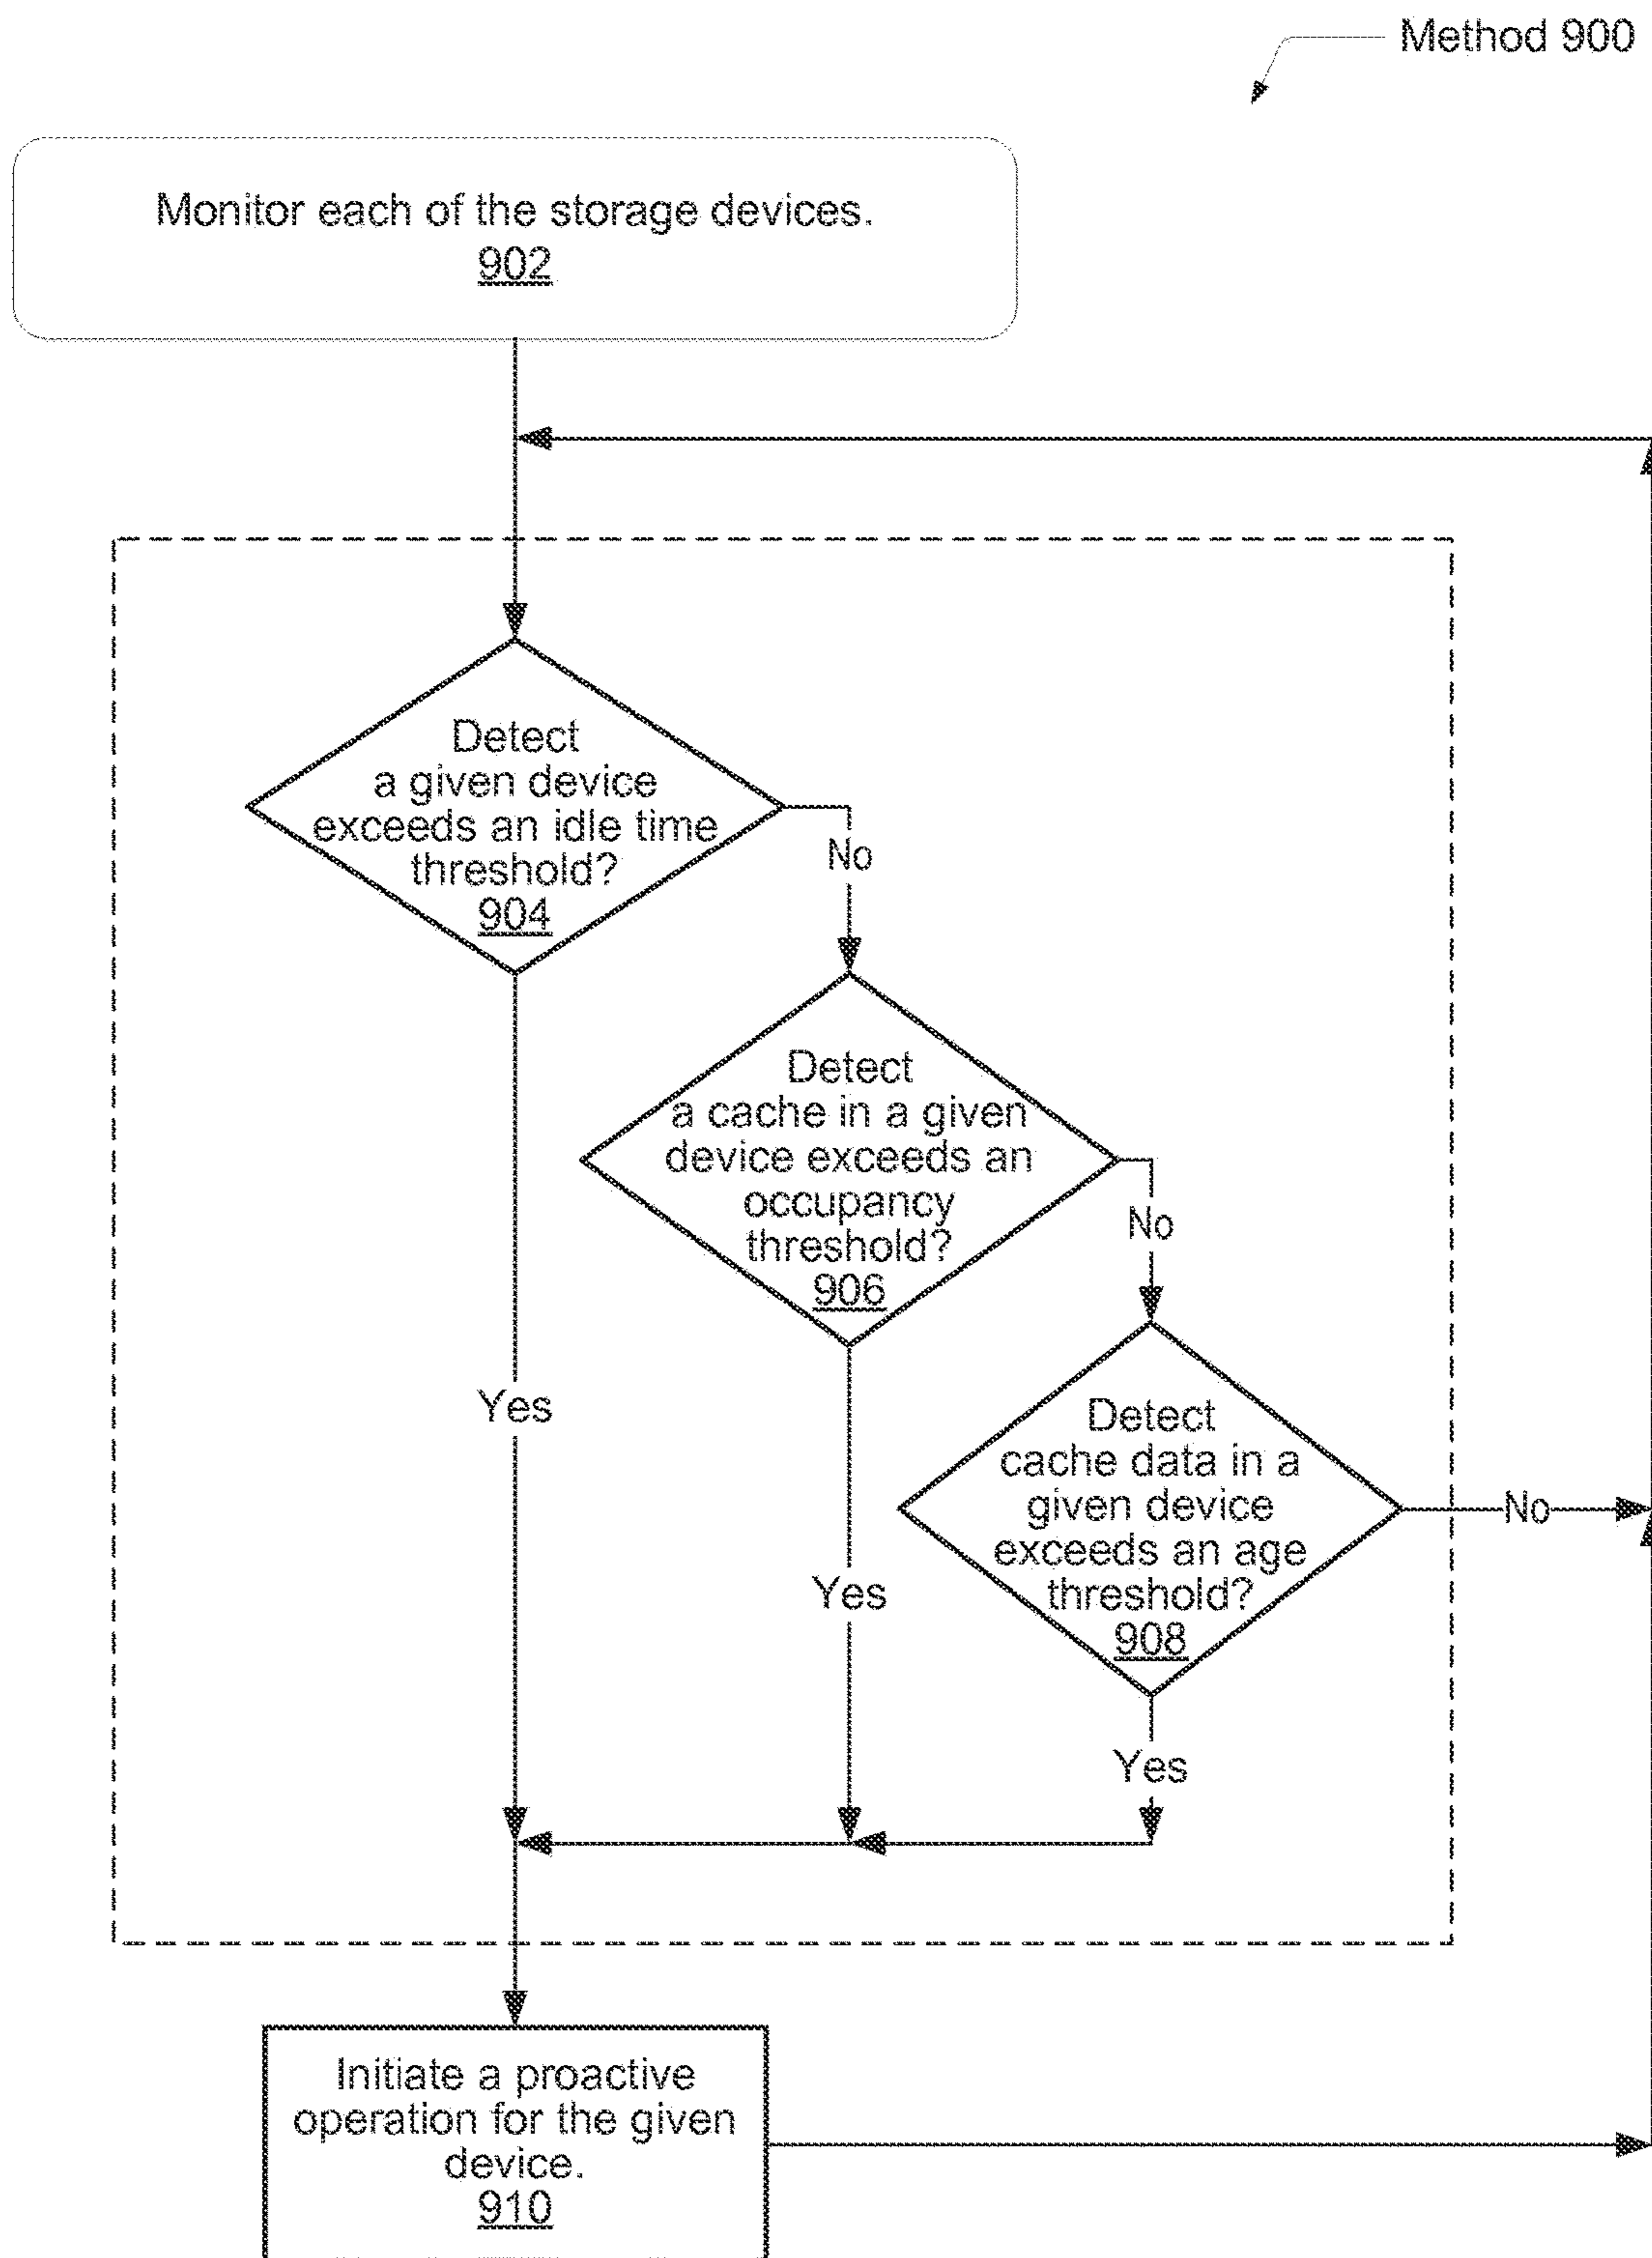 Method 900
Monitor each of the storage devices.
902
Detect
a given device
exceeds an idle time
threshold?
904
No
Detect
a cache in a given
device exceeds an
occupancy
threshold?
906
No
Detect
cache data in a
given device
exceeds an age
threshold?
908
No
Yes
Yes
Yes
Initiate a proactive
operation for the given
device.
910